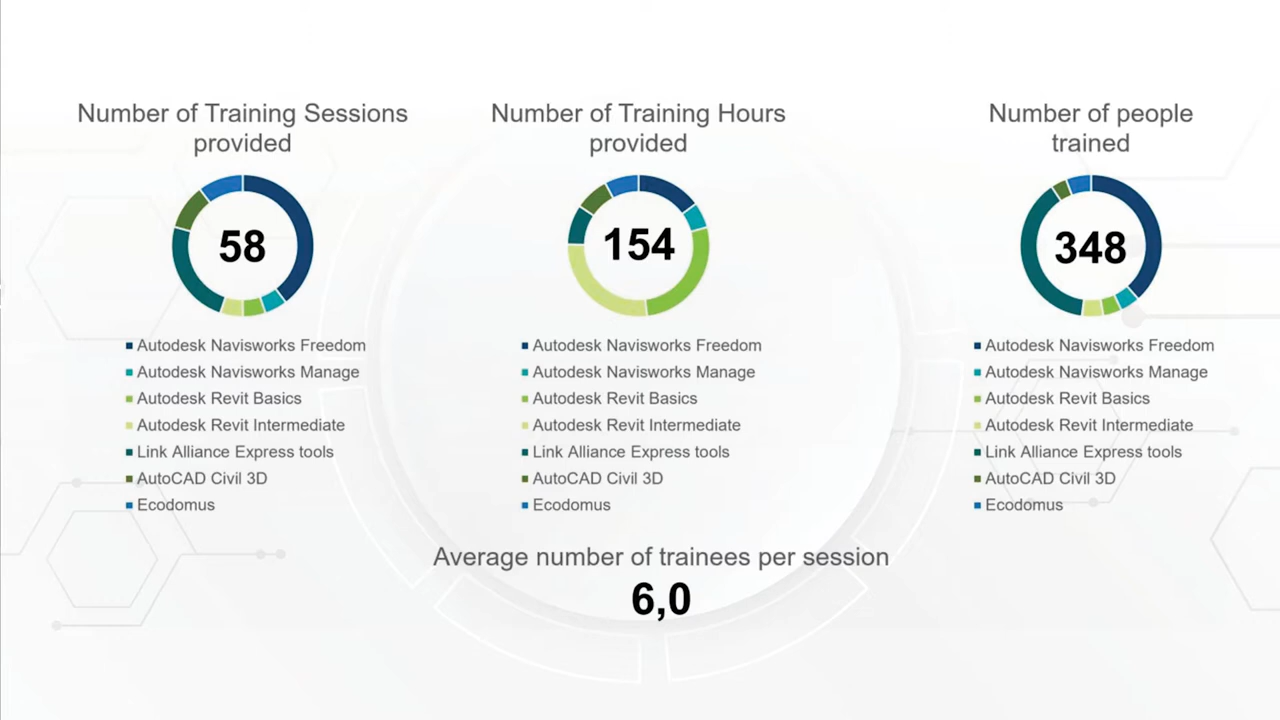 Number of Training Sessions
provided
58
Autodesk Navisworks Freedom
Autodesk Navisworks Manage
Autodesk Revit Basics
Autodesk Revit Intermediate
Link Alliance Express tools
AutoCAD Civil 3D
Ecodomus
Number of Training Hours
provided
154
Autodesk Navisworks Freedom
Autodesk Navisworks Manage
Autodesk Revit Basics
Autodesk Revit Intermediate
Link Alliance Express tools
AutoCAD Civil 3D
Ecodomus
Number of people
trained
348
Autodesk Navisworks Freedom
Autodesk Navisworks Manage
Autodesk Revit Basics
Autodesk Revit Intermediate
Link Alliance Express tools
AutoCAD Civil 3D
Ecodomus
Average number of trainees per session
6,0